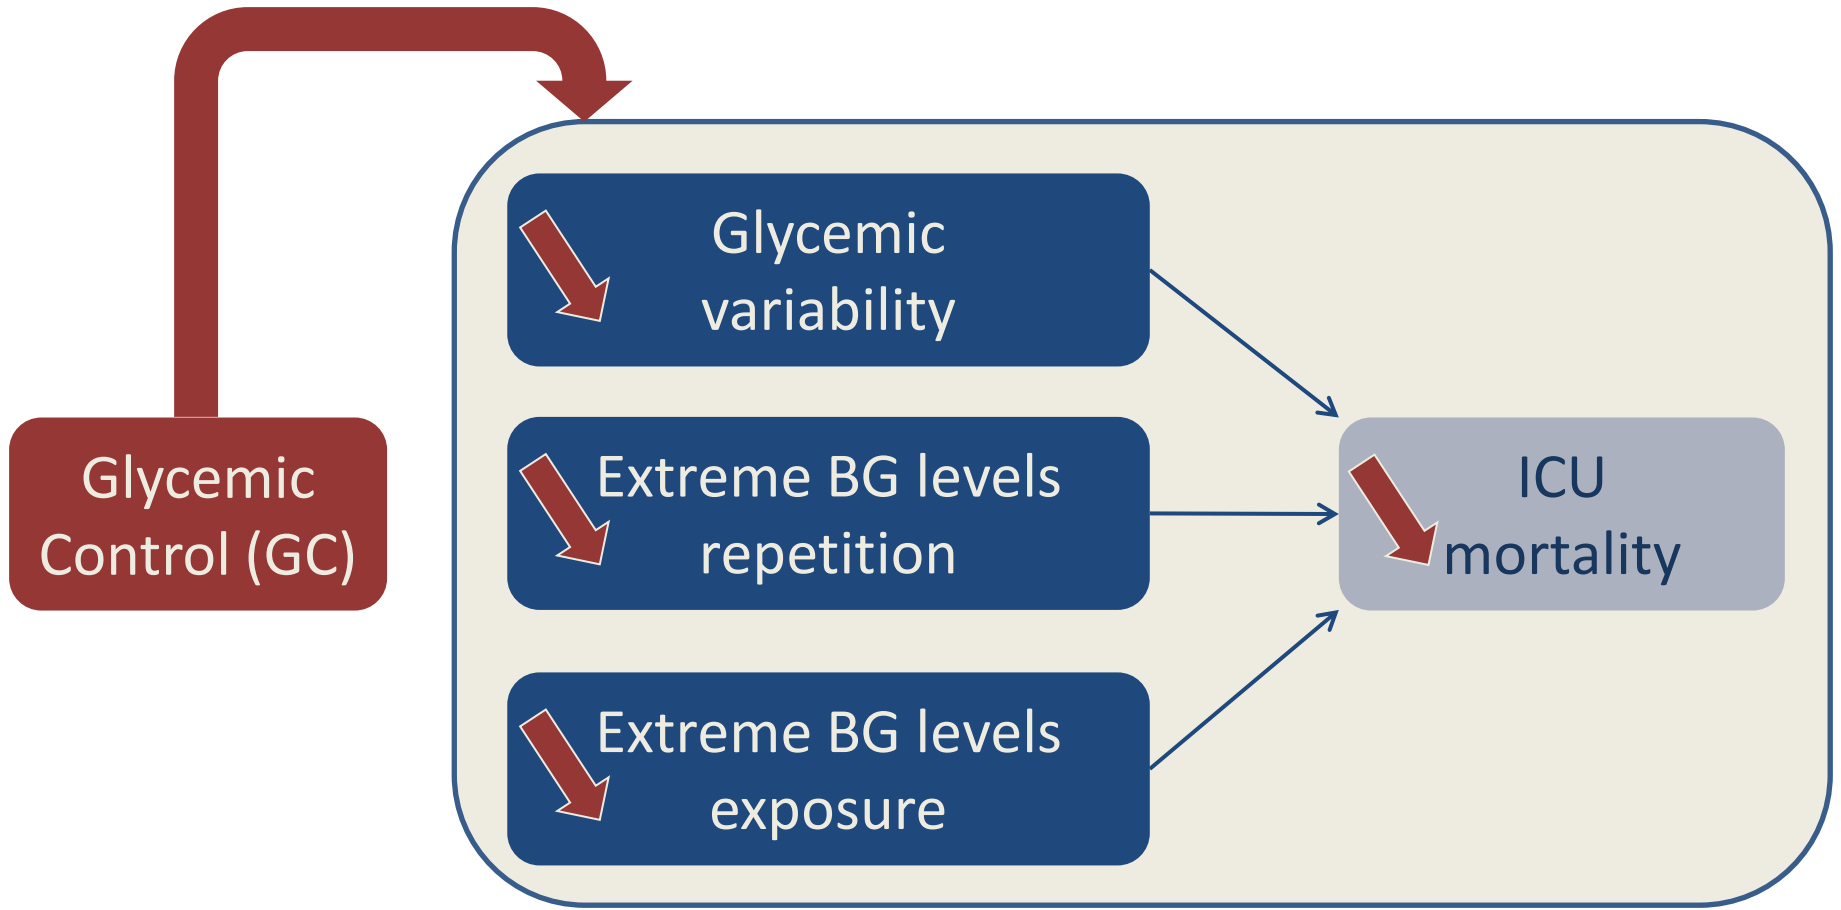 Glycemic
Control (GC)
Glycemic
variability
Extreme BG levels
repetition
Extreme BG levels
exposure
ICU
mortality